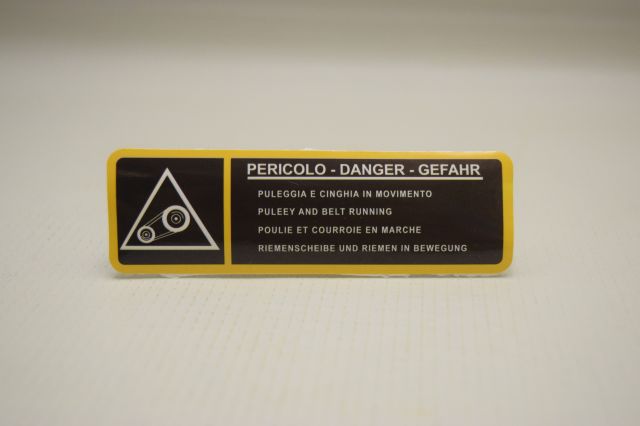 PERICOLO - DANGER - GEFAHR
PULEGGIA E CINGHIA IN MOVIMENTO
PULEEY AND BELT RUNNING
POULIE ET COURROIE EN MARCHE
RIEMENSCHEIBE UND RIEMEN IN BEWEGUNG